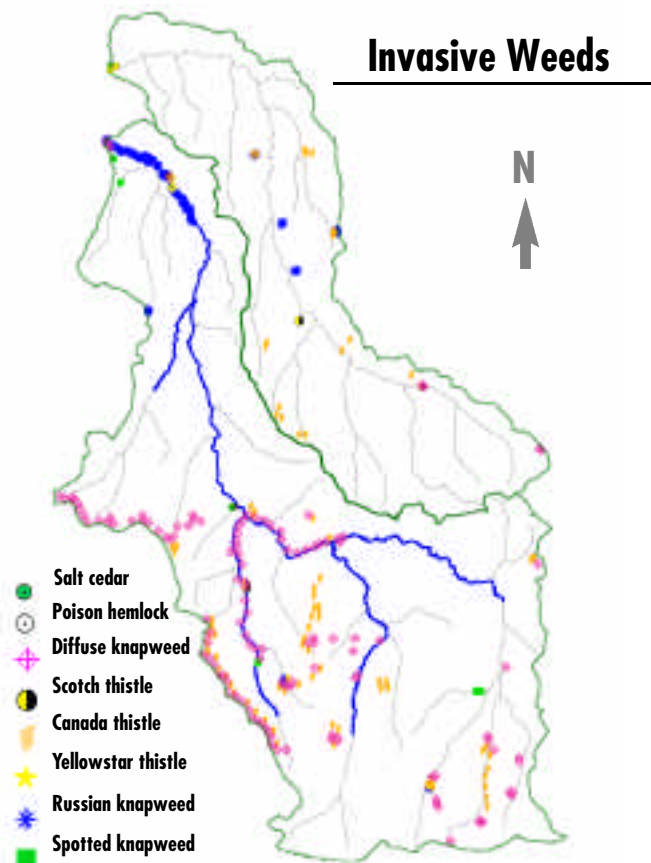 Invasive Weeds
N
Salt cedar
Poison hemlock
Diffuse knapweed
Scotch thistle
Canada thistle
Yellowstar thistle
Russian knapweed
Spotted knapweed